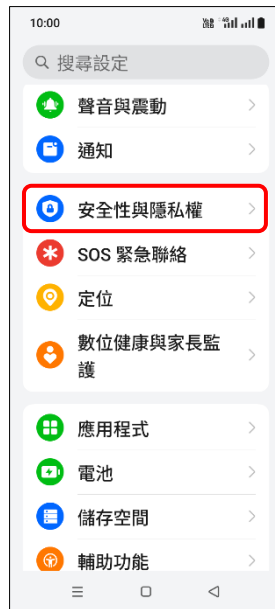 10:00
4G
搜尋設定
聲音與震動
通知
安全性與隱私權
SOS 緊急聯絡
定位
數位健康與家長監
護
應用程式
電池
儲存空間
輔助功能